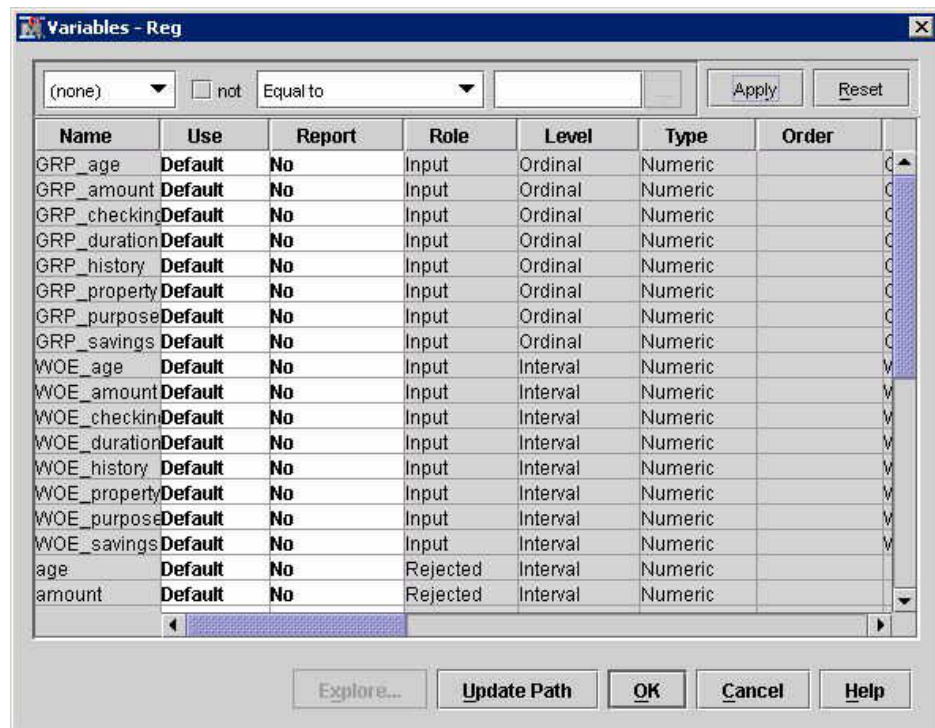 Variables - Reg
(none) not Equal to Apply Reset
Name Use Report Role Level Type Order
GRP_age Default No Input Ordinal Numeric
GRP_amount Default No Input Ordinal Numeric
GRP_checking Default No Input Ordinal Numeric
GRP_duration Default No Input Ordinal Numeric
GRP_history Default No Input Ordinal Numeric
GRP_property Default No Input Ordinal Numeric
GRP_purpose Default No Input Ordinal Numeric
GRP_savings Default No Input Ordinal Numeric
WOE_age Default No Input Interval Numeric
WOE_amount Default No Input Interval Numeric
WOE_checkin Default No Input Interval Numeric
WOE_duration Default No Input Interval Numeric
WOE_history Default No Input Interval Numeric
WOE_property Default No Input Interval Numeric
WOE_purpose Default No Input Interval Numeric
WOE_savings Default No Input Interval Numeric
age Default No Rejected Interval Numeric
amount Default No Rejected Interval Numeric
Explore... Update Path OK Cancel Help